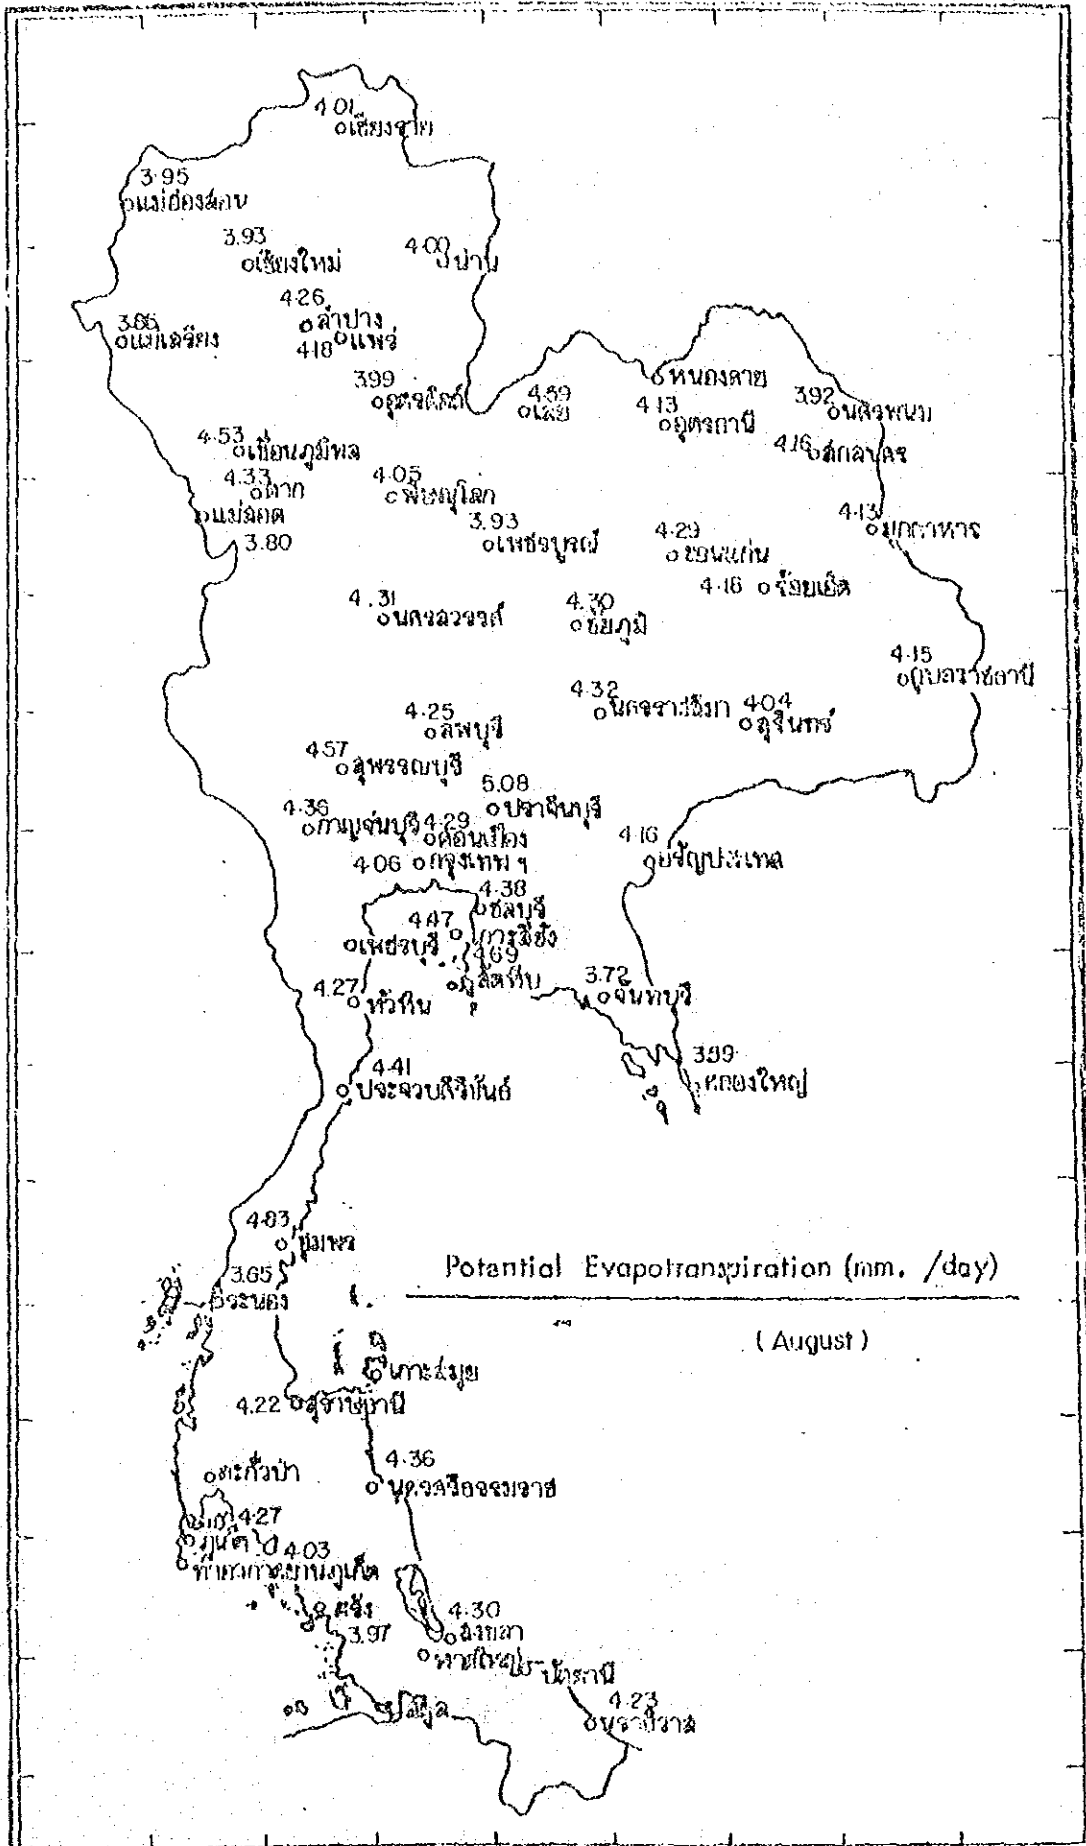 4.01
เชียงราย
3.95
แม่ฮ่องสอน
3.93
เชียงใหม่
4.00
น่าน
4.26
ลำปาง
แม่เสรียง
4.18
แพร่
3.99
อุตรดิตถ์
เลย
หนองคาย
4.13
อุดรธานี
3.92
นครพนม
4.16
สกลนคร
4.53
เขื่อนภูมิพล
4.33
ตาก
แม่สอด
3.80
4.05
พิษณุโลก
3.93
เพชรบูรณ์
4.29
ขอนแก่น
4.13
มุกดาหาร
4.18
ร้อยเอ็ด
4.31
นครสวรรค์
4.30
ชัยภูมิ
4.15
อุบลราชธานี
4.32
นครราชสีมา
4.04
สุรินทร์
4.25
ลพบุรี
4.57
สุพรรณบุรี
5.08
ปราจีนบุรี
4.36
กาญจนบุรี
4.29
ดอนเมือง
4.06
กรุงเทพ ฯ
4.16
อรัญประเทศ
4.38
ชลบุรี
4.47
เกาะสีชัง
เพชรบุรี
4.69
สัตหีบ
4.27
หัวหิน
3.72
จันทบุรี
คลองใหญ่
4.41
ประจวบคีรีขันธ์
4.83
ชุมพร
3.65
ระนอง
Potential Evapotranspiration (mm. /day)
(August)
เกาะสมุย
4.22
สุราษฎร์ธานี
4.36
นครศรีธรรมราช
ตะกั่วป่า
4.27
ภูเก็ต
4.03
ท่าอากาศยานภูเก็ต
ตรัง
3.97
4.30
สงขลา
หาดใหญ่
ปัตตานี
สตูล
4.23
นราธิวาส